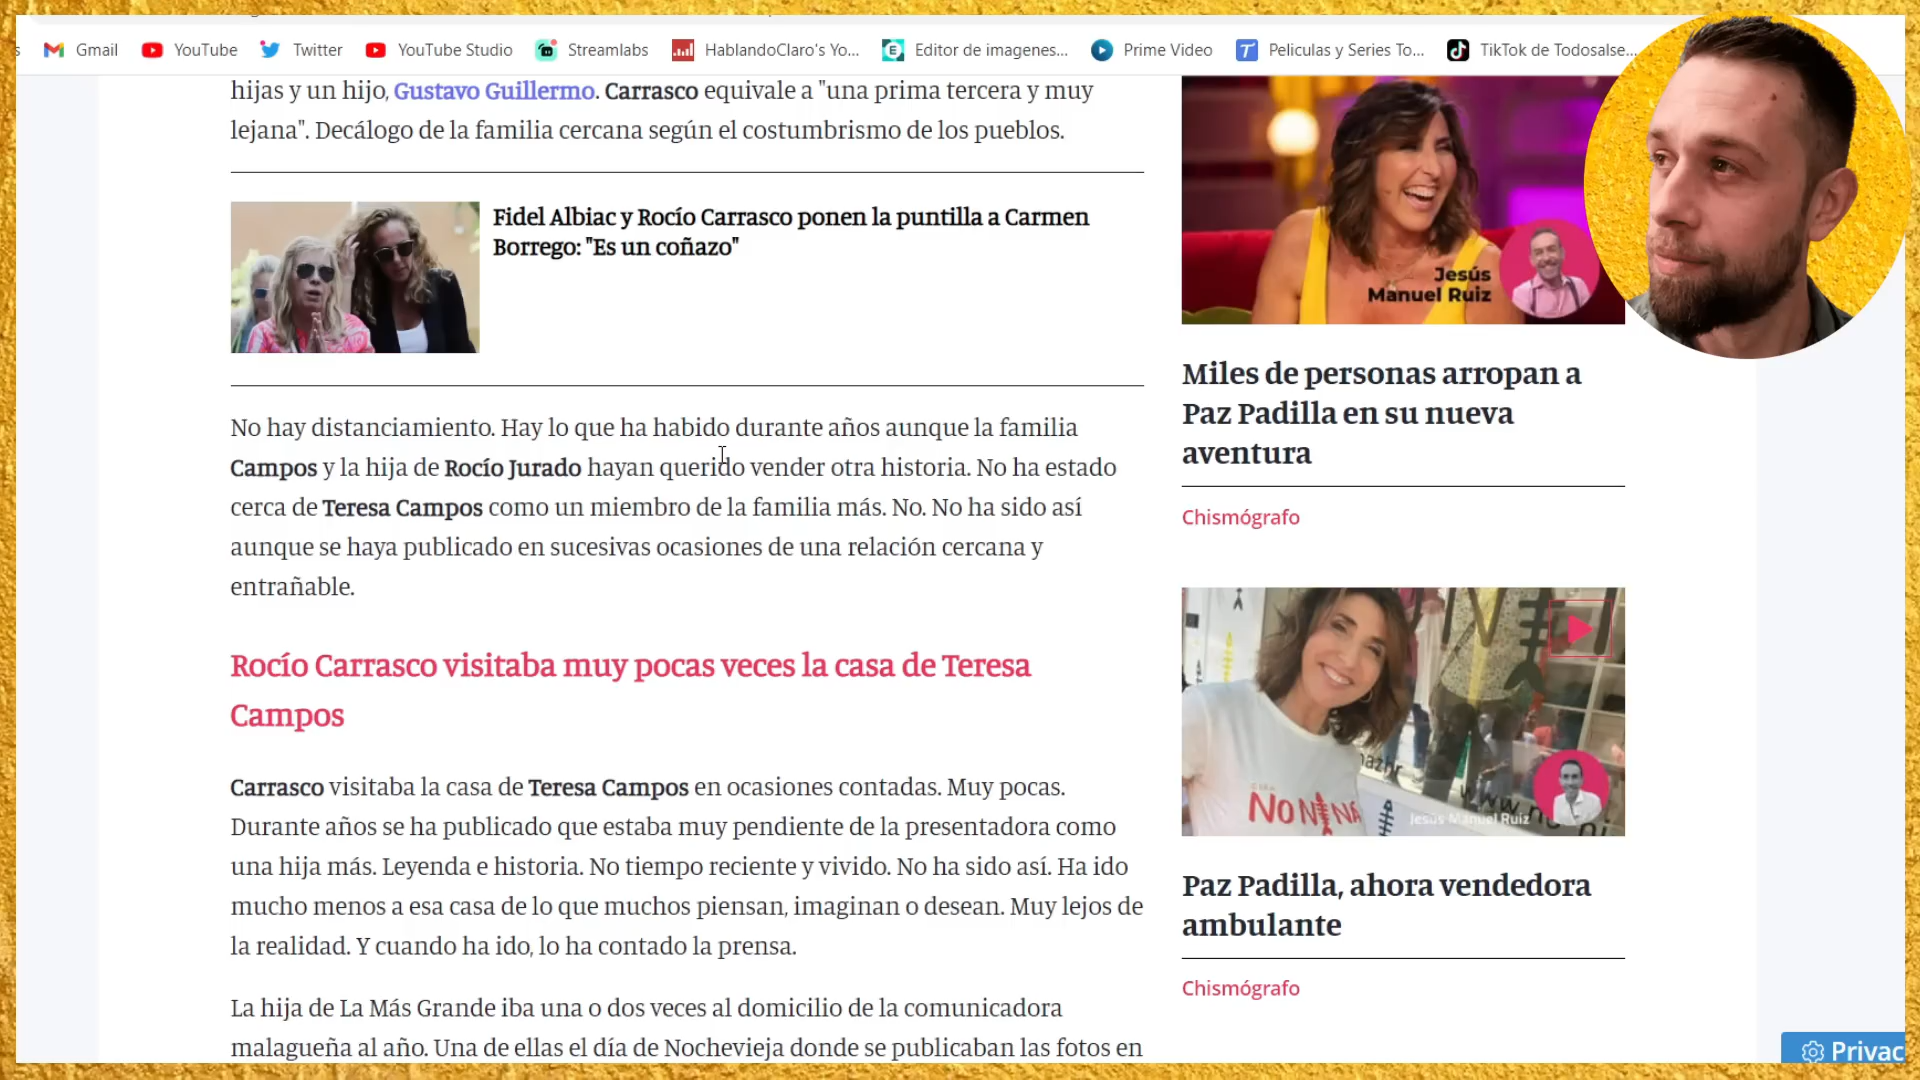 Gmail
YouTube
Twitter
YouTube Studio
Streamlabs
HablandoClaro's Yo...
Editor de imagenes...
Prime Video
Peliculas y Series To...
TikTok de Todosalse...
hijas y un hijo, Gustavo Guillermo. Carrasco equivale a "una prima tercera y muy
lejana". Decálogo de la familia cercana según el costumbrismo de los pueblos.
Fidel Albiac y Rocío Carrasco ponen la puntilla a Carmen
Borrego: "Es un coñazo"
No hay distanciamiento. Hay lo que ha habido durante años aunque la familia
Campos y la hija de Rocío Jurado hayan querido vender otra historia. No ha estado
cerca de Teresa Campos como un miembro de la familia más. No. No ha sido así
aunque se haya publicado en sucesivas ocasiones de una relación cercana y
entrañable.
Rocío Carrasco visitaba muy pocas veces la casa de Teresa
Campos
Carrasco visitaba la casa de Teresa Campos en ocasiones contadas. Muy pocas.
Durante años se ha publicado que estaba muy pendiente de la presentadora como
una hija más. Leyenda e historia. No tiempo reciente y vivido. No ha sido así. Ha ido
mucho menos a esa casa de lo que muchos piensan, imaginan o desean. Muy lejos de
la realidad. Y cuando ha ido, lo ha contado la prensa.
La hija de La Más Grande iba una o dos veces al domicilio de la comunicadora
malagueña al año. Una de ellas el día de Nochevieja donde se publicaban las fotos en
Jesús
Manuel Ruiz
Miles de personas arropan a
Paz Padilla en su nueva
aventura
Chismógrafo
NO NI NA
Jesús Manuel Ruiz
Paz Padilla, ahora vendedora
ambulante
Chismógrafo
Privac